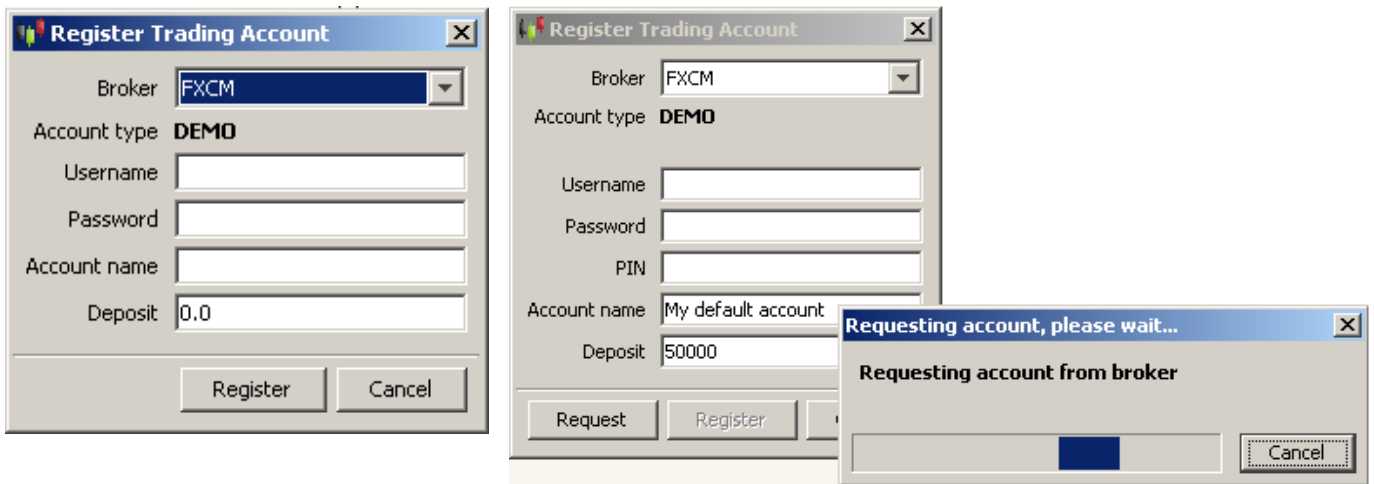 Register Trading Account
Broker FXCM
Account type DEMO
Username
Password
Account name
Deposit 0.0
Register Cancel
Register Trading Account
Broker FXCM
Account type DEMO
Username
Password
PIN
Account name My default account
Deposit 50000
Request Register
Requesting account, please wait...
Requesting account from broker
Cancel